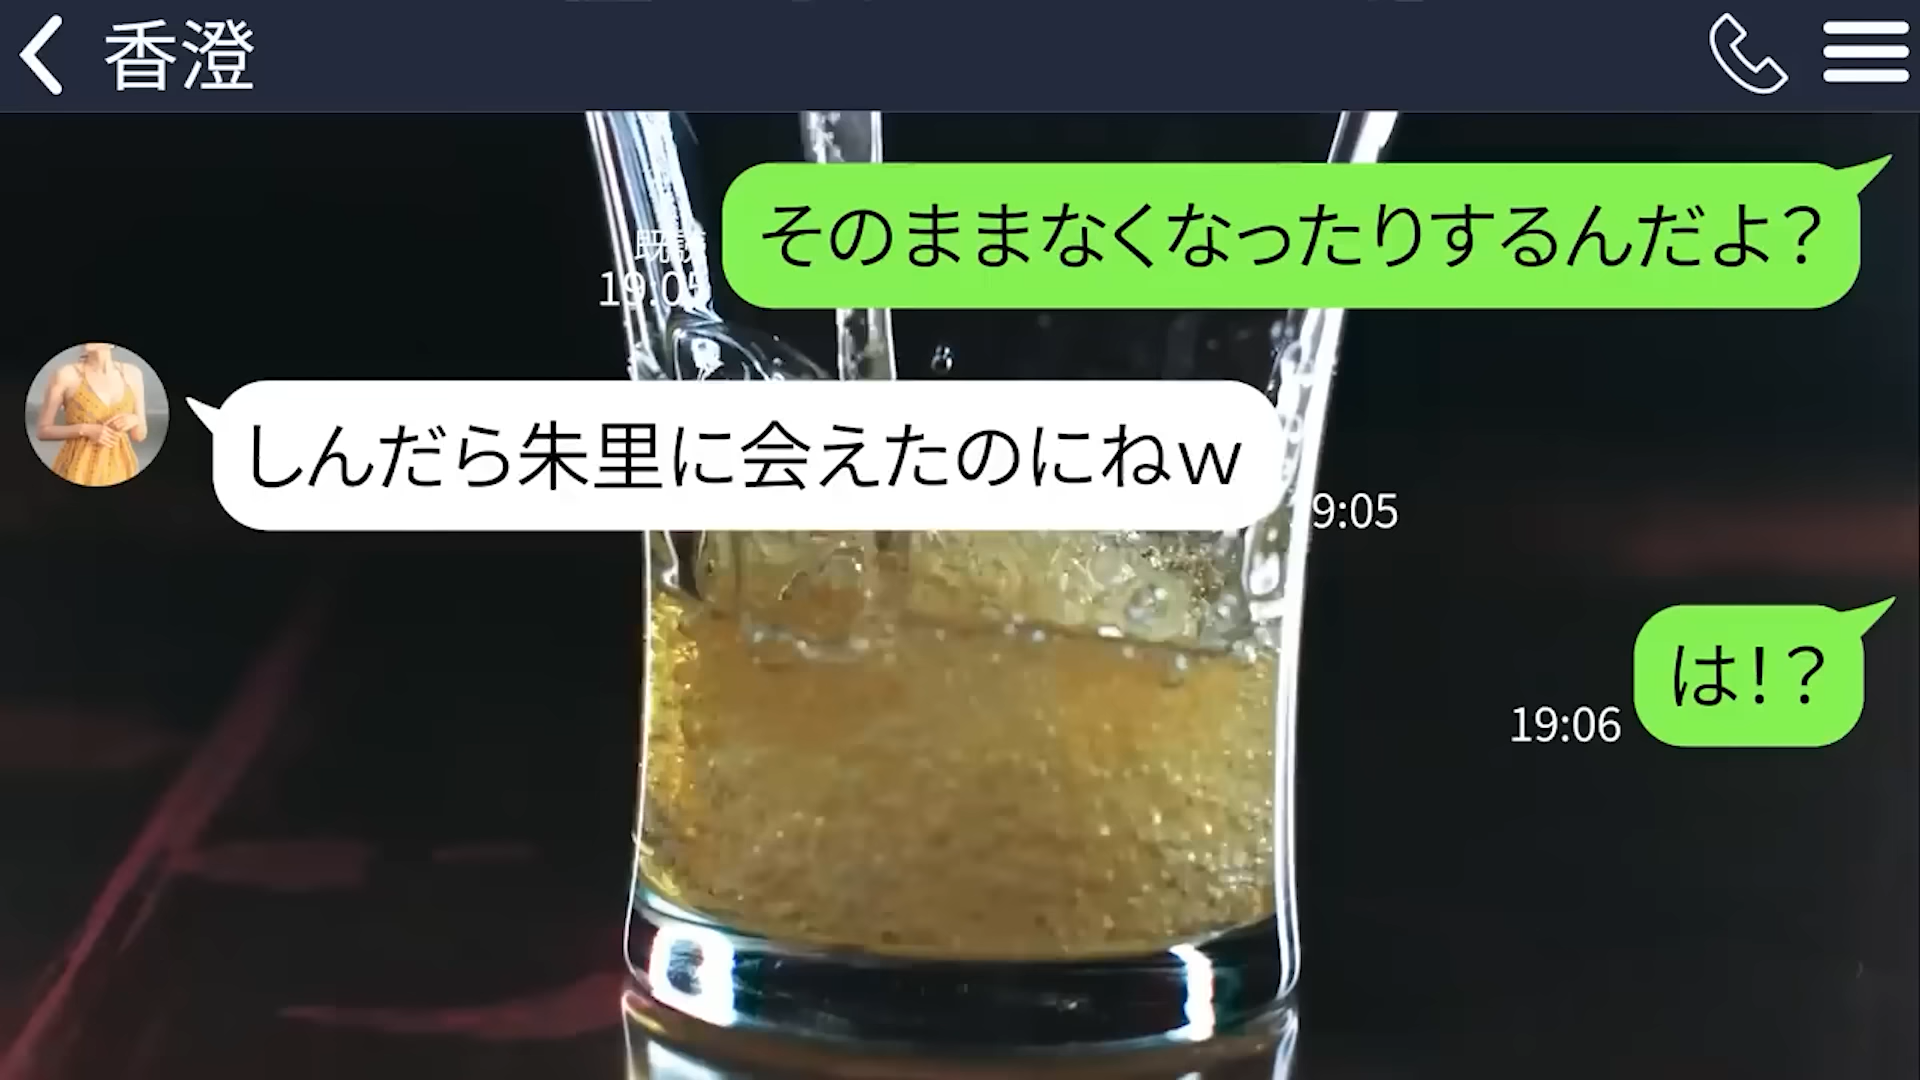 香澄
そのままなくなったりするんだよ?
既読
19:05
しんだら朱里に会えたのにねw
9:05
は!?
19:06